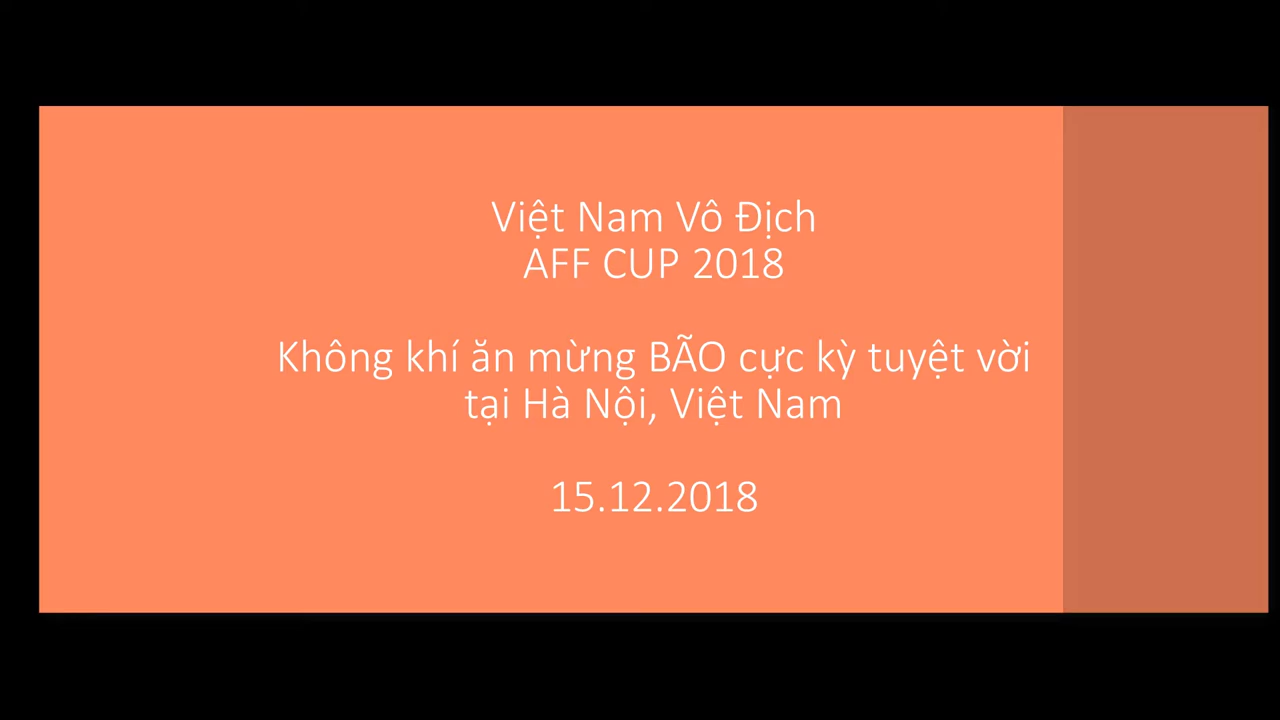 Việt Nam Vô Địch
AFF CUP 2018
Không khí ăn mừng BÃO cực kỳ tuyệt vời
tại Hà Nội, Việt Nam
15.12.2018